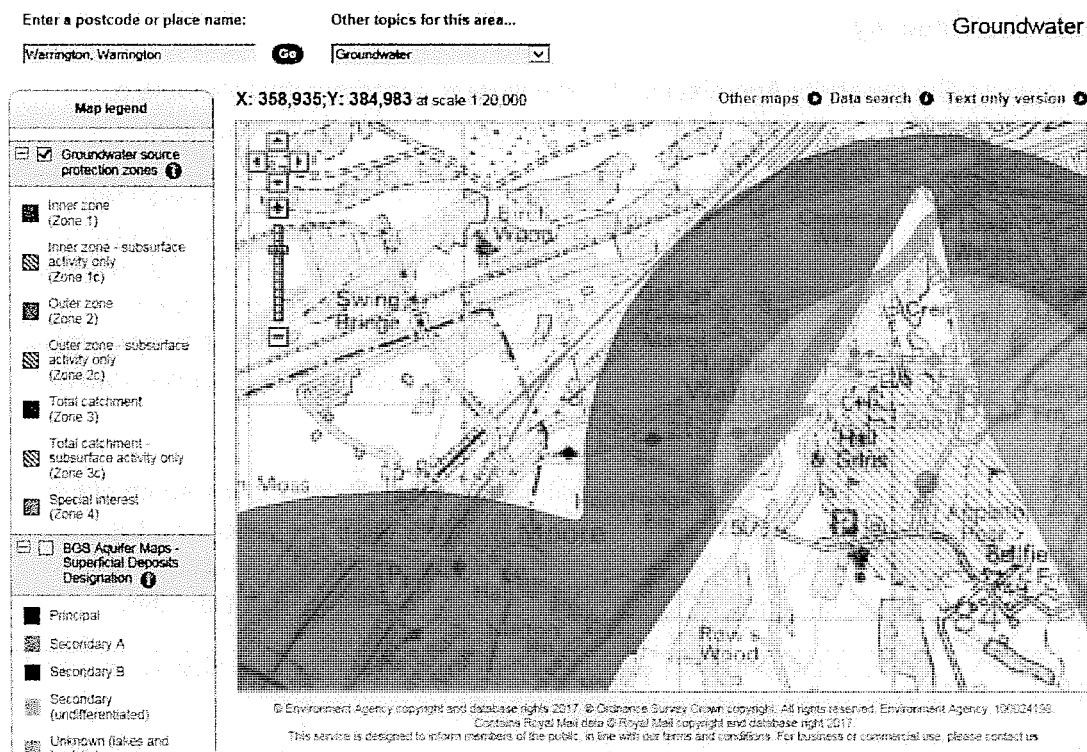 Enter a postcode or place name:
Other topics for this area...
Groundwater
Warrington, Warrington
Go
Groundwater
Map legend
X: 358,935;Y: 384,983 at scale 1:20,000
Other maps
Data search
Text only version
Groundwater source
protection zones
Inner zone
(Zone 1)
Inner zone - subsurface
activity only
(Zone 1c)
Outer zone
(Zone 2)
Outer zone - subsurface
activity only
(Zone 2c)
Total catchment
(Zone 3)
Total catchment -
subsurface activity only
(Zone 3c)
Special interest
(Zone 4)
BGS Aquifer Maps -
Superficial Deposits
Designation
Principal
Secondary A
Secondary B
Secondary
(undifferentiated)
Unknown (lakes and
Birch
Wood
Swing
Bridge
Moss
Hall
Row's
Wood
© Environment Agency copyright and database rights 2017. © Ordnance Survey Crown copyright. All rights reserved. Environment Agency, 100024198.
Contains Royal Mail data © Royal Mail copyright and database right 2017.
This service is designed to inform members of the public, in line with our terms and conditions. For business or commercial use, please contact us